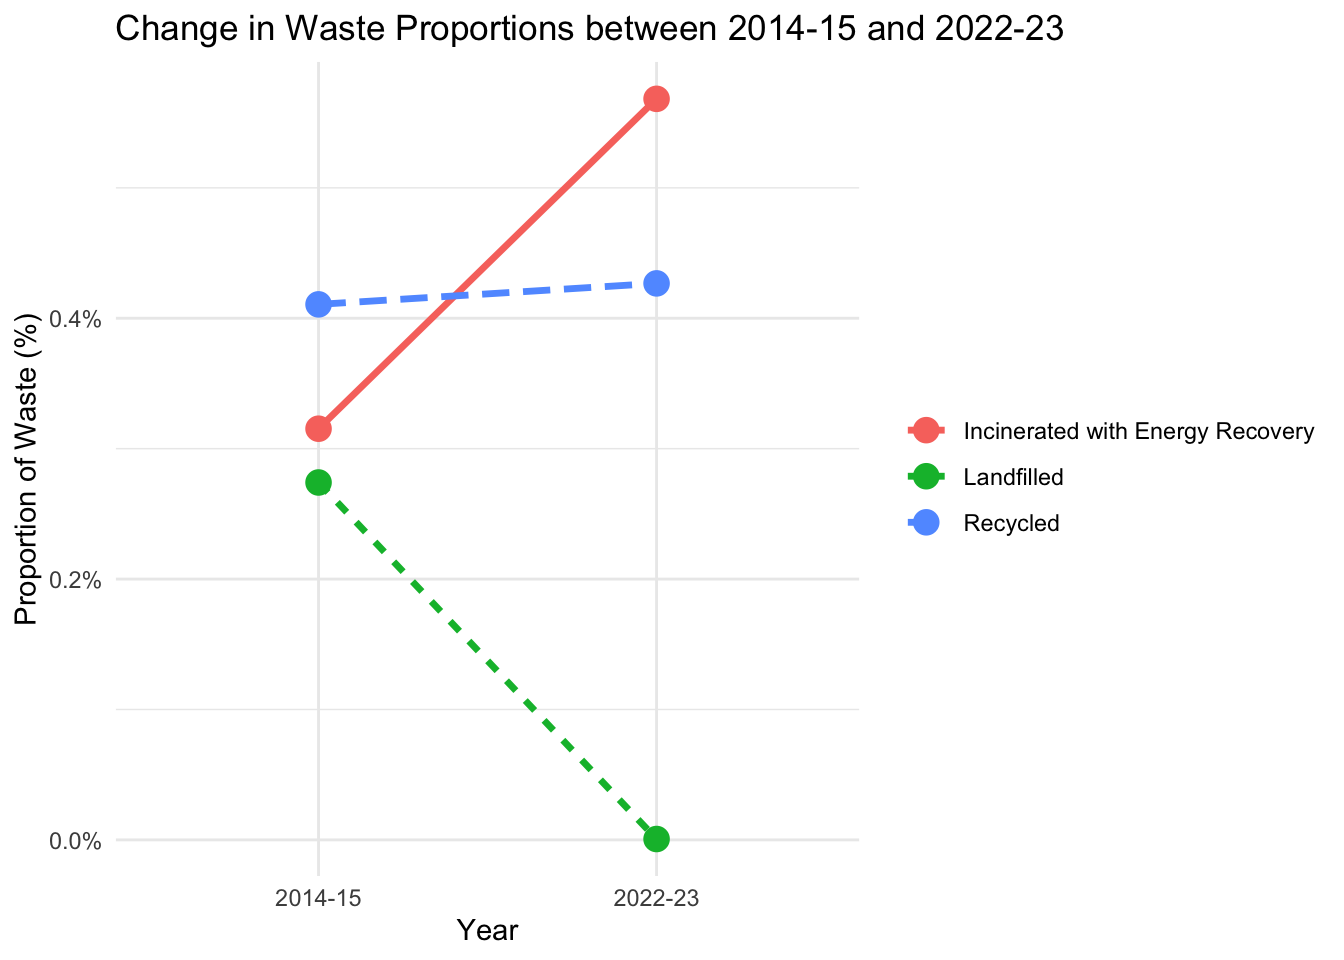 Change in Waste Proportions between 2014-15 and 2022-23
Proportion of Waste (%)
0.4%
0.2%
0.0%
2014-15
2022-23
Year
Incinerated with Energy Recovery
Landfilled
Recycled